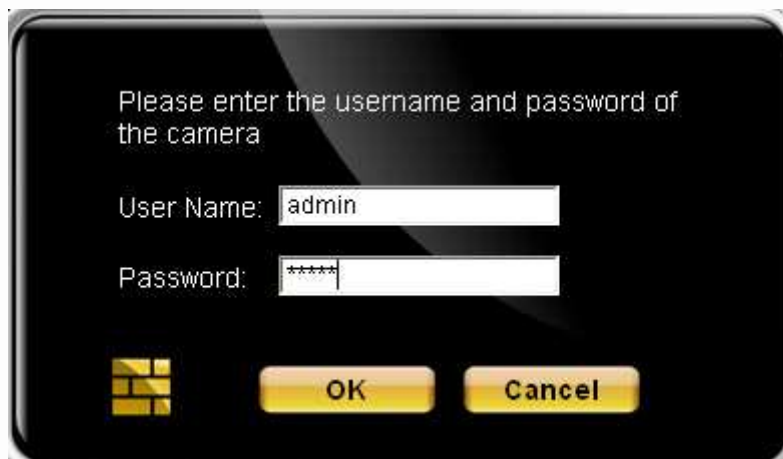 Please enter the username and password of
the camera
User Name: admin
Password: *****
OK Cancel